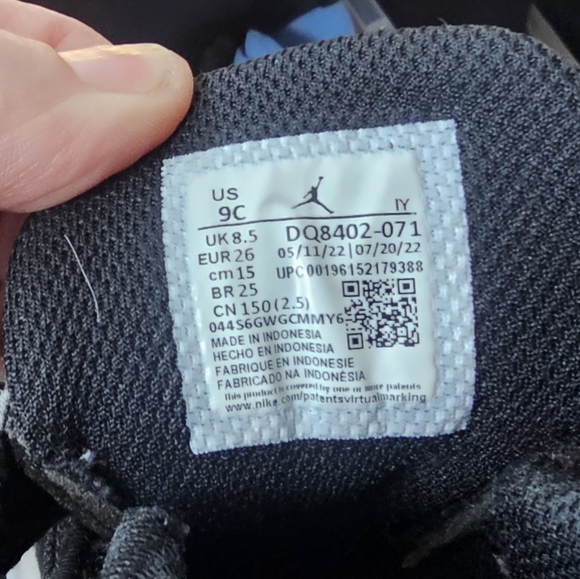 US
9C IY
UK 8.5 DQ8402-071
EUR 26 05/11/22|07/20/22
cm 15 UPC00196152179388
BR 25
CN 150 (2.5)
044S6GWGCMMY6
MADE IN INDONESIA
HECHO EN INDONESIA
FABRIQUE EN INDONESIE
FABRICADO NA INDONÉSIA
This product is covered by one or more patents
www.nike.com/patentsvirtualmarking